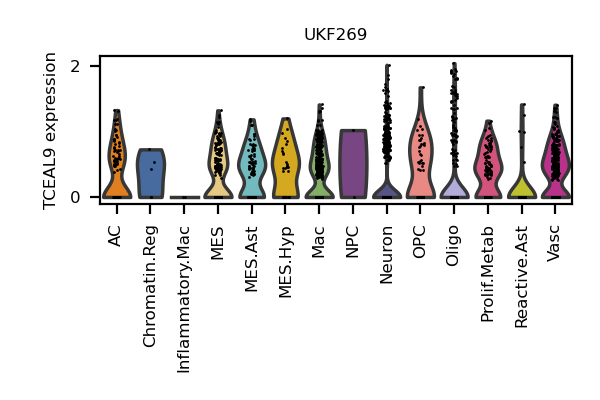 UKF269
TCEAL9 expression
2
0
AC
Chromatin.Reg
Inflammatory.Mac
MES
MES.Ast
MES.Hyp
Mac
NPC
Neuron
OPC
Oligo
Prolif.Metab
Reactive.Ast
Vasc